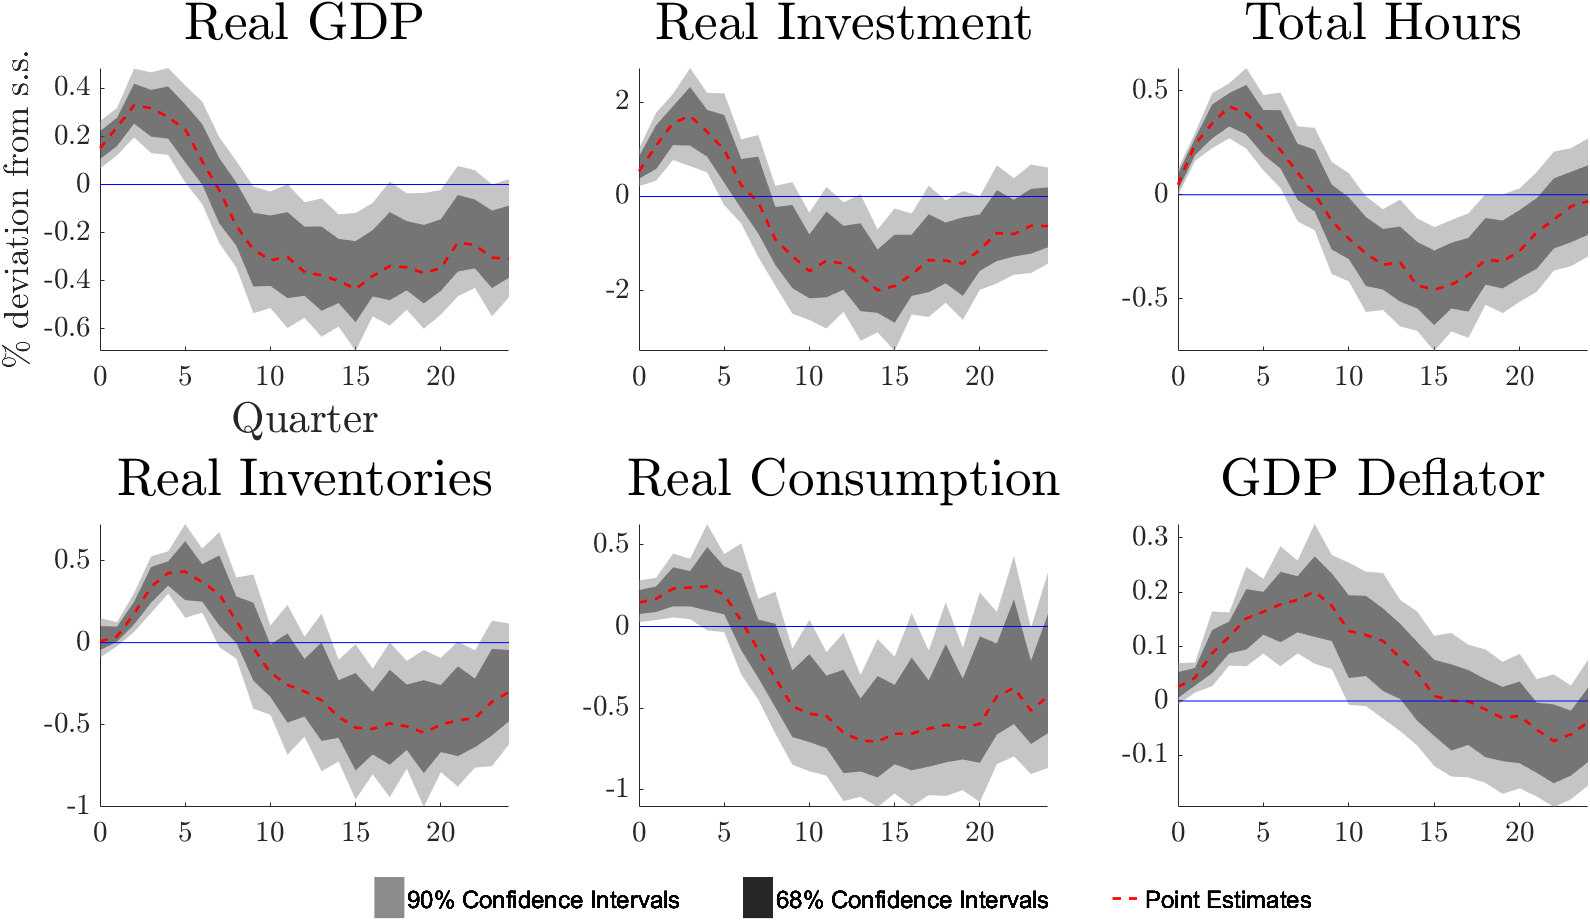 Real GDP
Real Investment
Total Hours
% deviation from s.s.
0.4
0.2
0
-0.2
-0.4
-0.6
0 5 10 15 20
Quarter
2
0
-2
0 5 10 15 20
0.5
0
-0.5
0 5 10 15 20
Real Inventories
Real Consumption
GDP Deflator
0.5
0
-0.5
-1
0 5 10 15 20
0.5
0
-0.5
-1
0 5 10 15 20
0.3
0.2
0.1
0
-0.1
0 5 10 15 20
90% Confidence Intervals
68% Confidence Intervals
Point Estimates